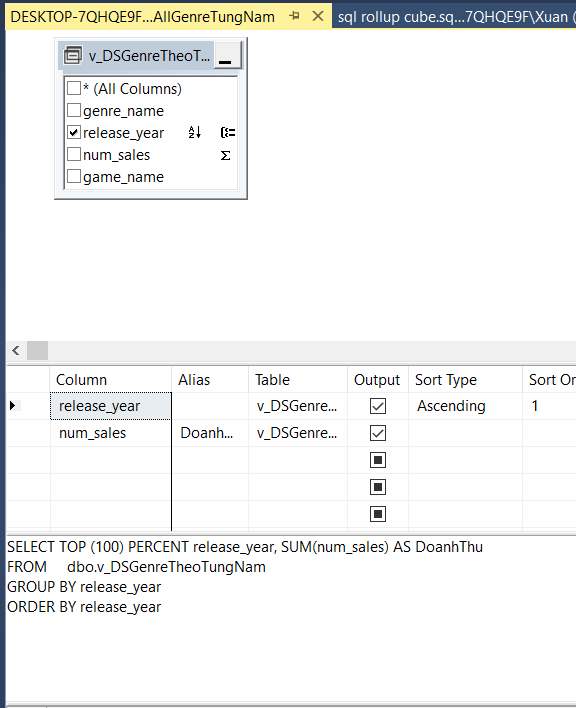 DESKTOP-7QHQE9F...AllGenreTungNam
sql rollup cube.sq...7QHQE9F\Xuan (
v_DSGenreTheoT...
* (All Columns)
genre_name
release_year
num_sales
game_name
Column Alias Table Output Sort Type Sort Or
release_year v_DSGenre... Ascending 1
num_sales Doanh... v_DSGenre...
SELECT TOP (100) PERCENT release_year, SUM(num_sales) AS DoanhThu
FROM dbo.v_DSGenreTheoTungNam
GROUP BY release_year
ORDER BY release_year